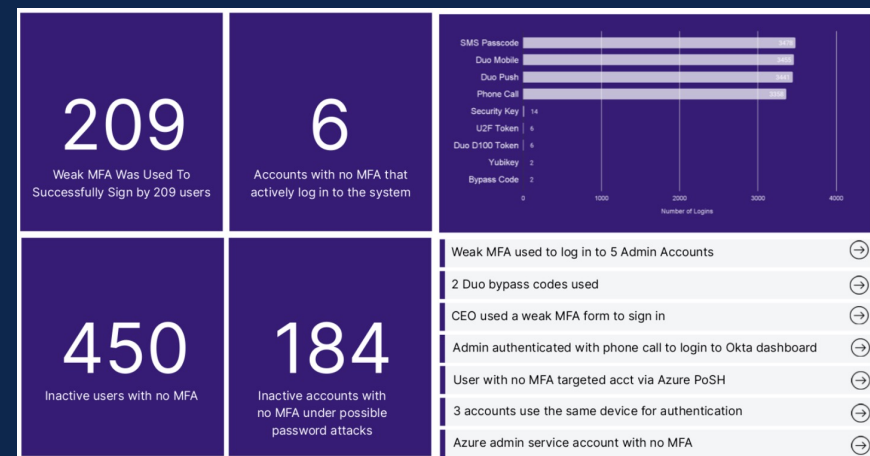 209
Weak MFA Was Used To
Successfully Sign by 209 users
6
Accounts with no MFA that
actively log in to the system
SMS Passcode 3476
Duo Mobile
Duo Push 3441
Phone Call 3358
Security Key 14
U2F Token 6
Duo D100 Token 6
Yubikey 2
Bypass Code 2
0 1000 2000 3000 4000
Number of Logins
450
Inactive users with no MFA
184
Inactive accounts with
no MFA under possible
password attacks
Weak MFA used to log in to 5 Admin Accounts
2 Duo bypass codes used
CEO used a weak MFA form to sign in
Admin authenticated with phone call to login to Okta dashboard
User with no MFA targeted acct via Azure PoSH
3 accounts use the same device for authentication
Azure admin service account with no MFA